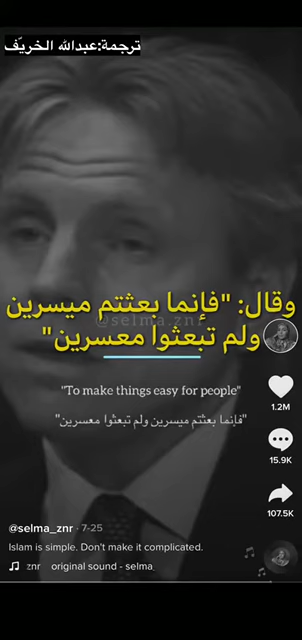 ترجمة:عبدالله الخريّف
وقال: "فإنما بعثتم ميسرين
@selma_znr
ولم تبعثوا معسرين"
"To make things easy for people"
"فإنما بعثتم ميسرين ولم تبعثوا معسرين"
1.2M
15.9K
107.5K
@selma_znr · 7-25
Islam is simple. Don't make it complicated.
znr original sound - selma_